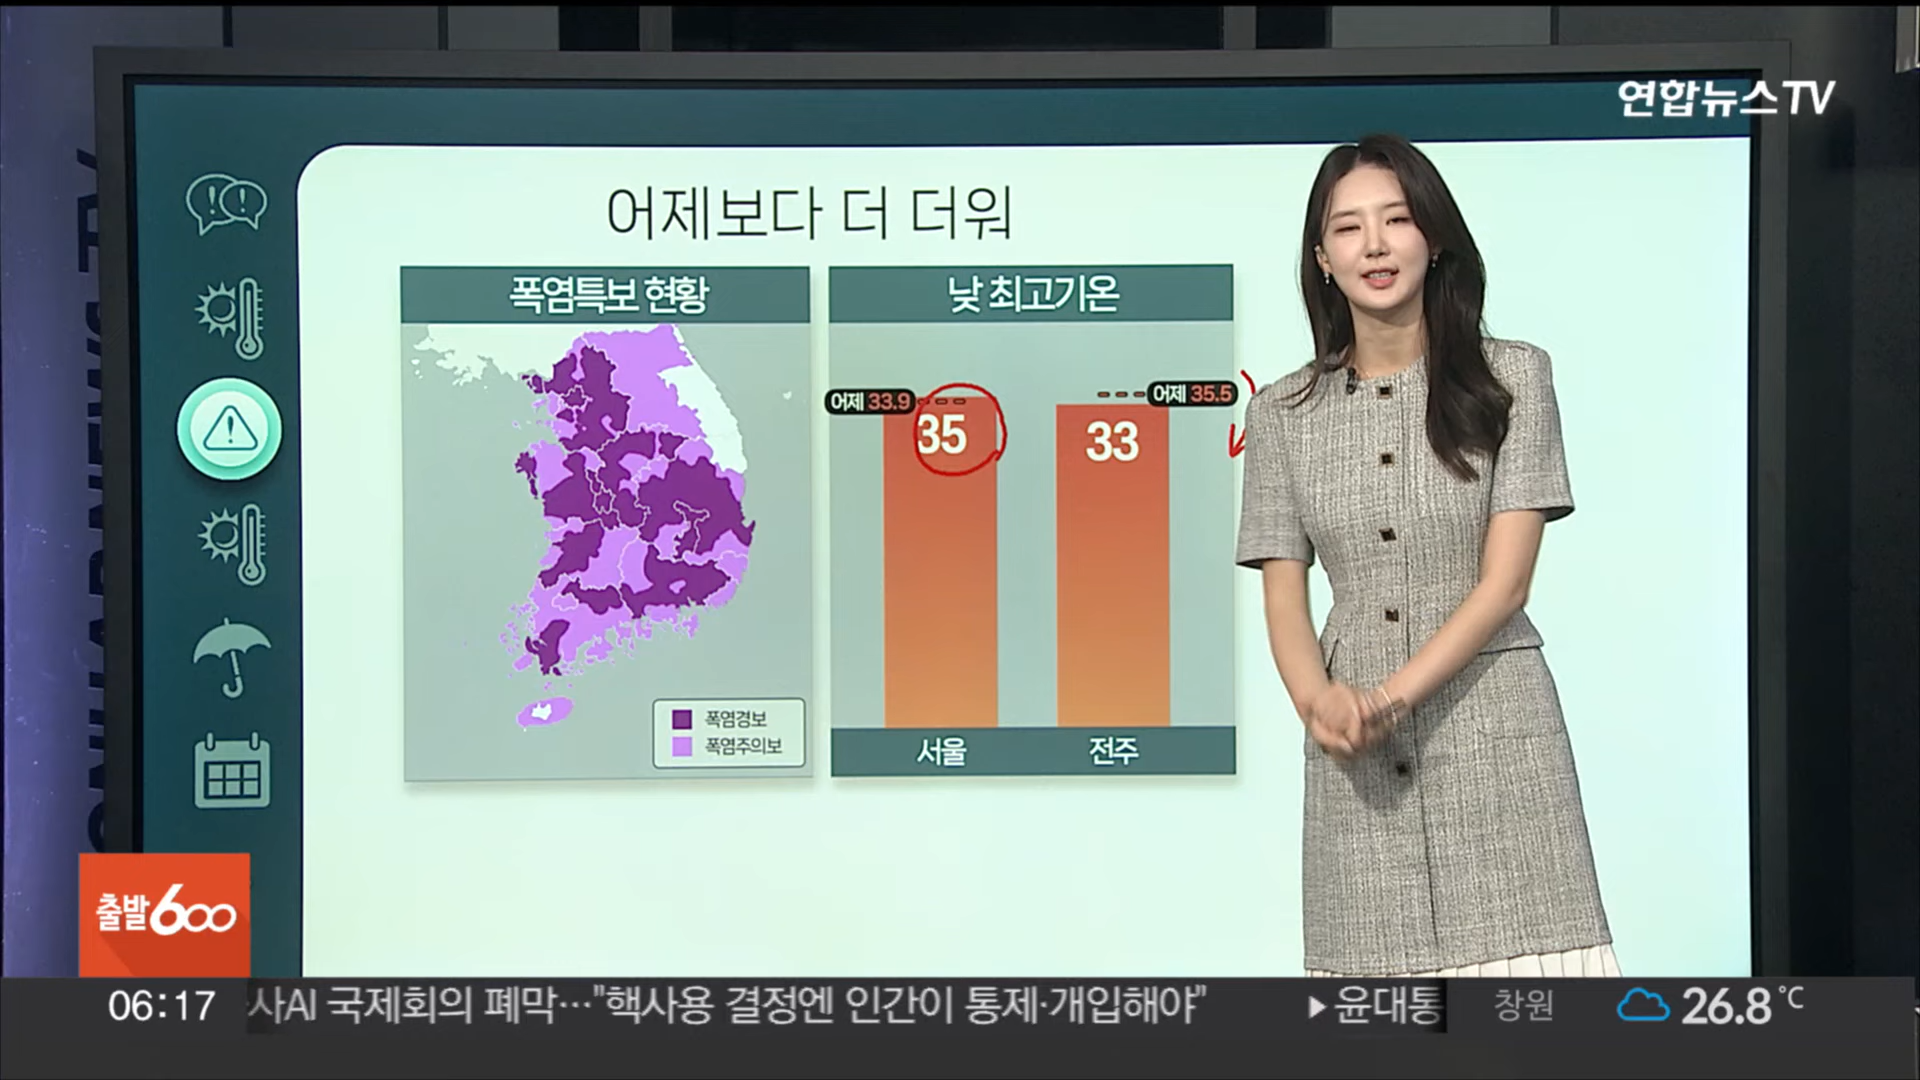 연합뉴스TV
어제보다 더 더워
폭염특보 현황
폭염경보
폭염주의보
낮 최고기온
어제 33.9
35
어제 35.5
33
서울
전주
출발600
06:17
사AI 국제회의 폐막…"핵사용 결정엔 인간이 통제·개입해야"
▶윤대통
창원
26.8℃